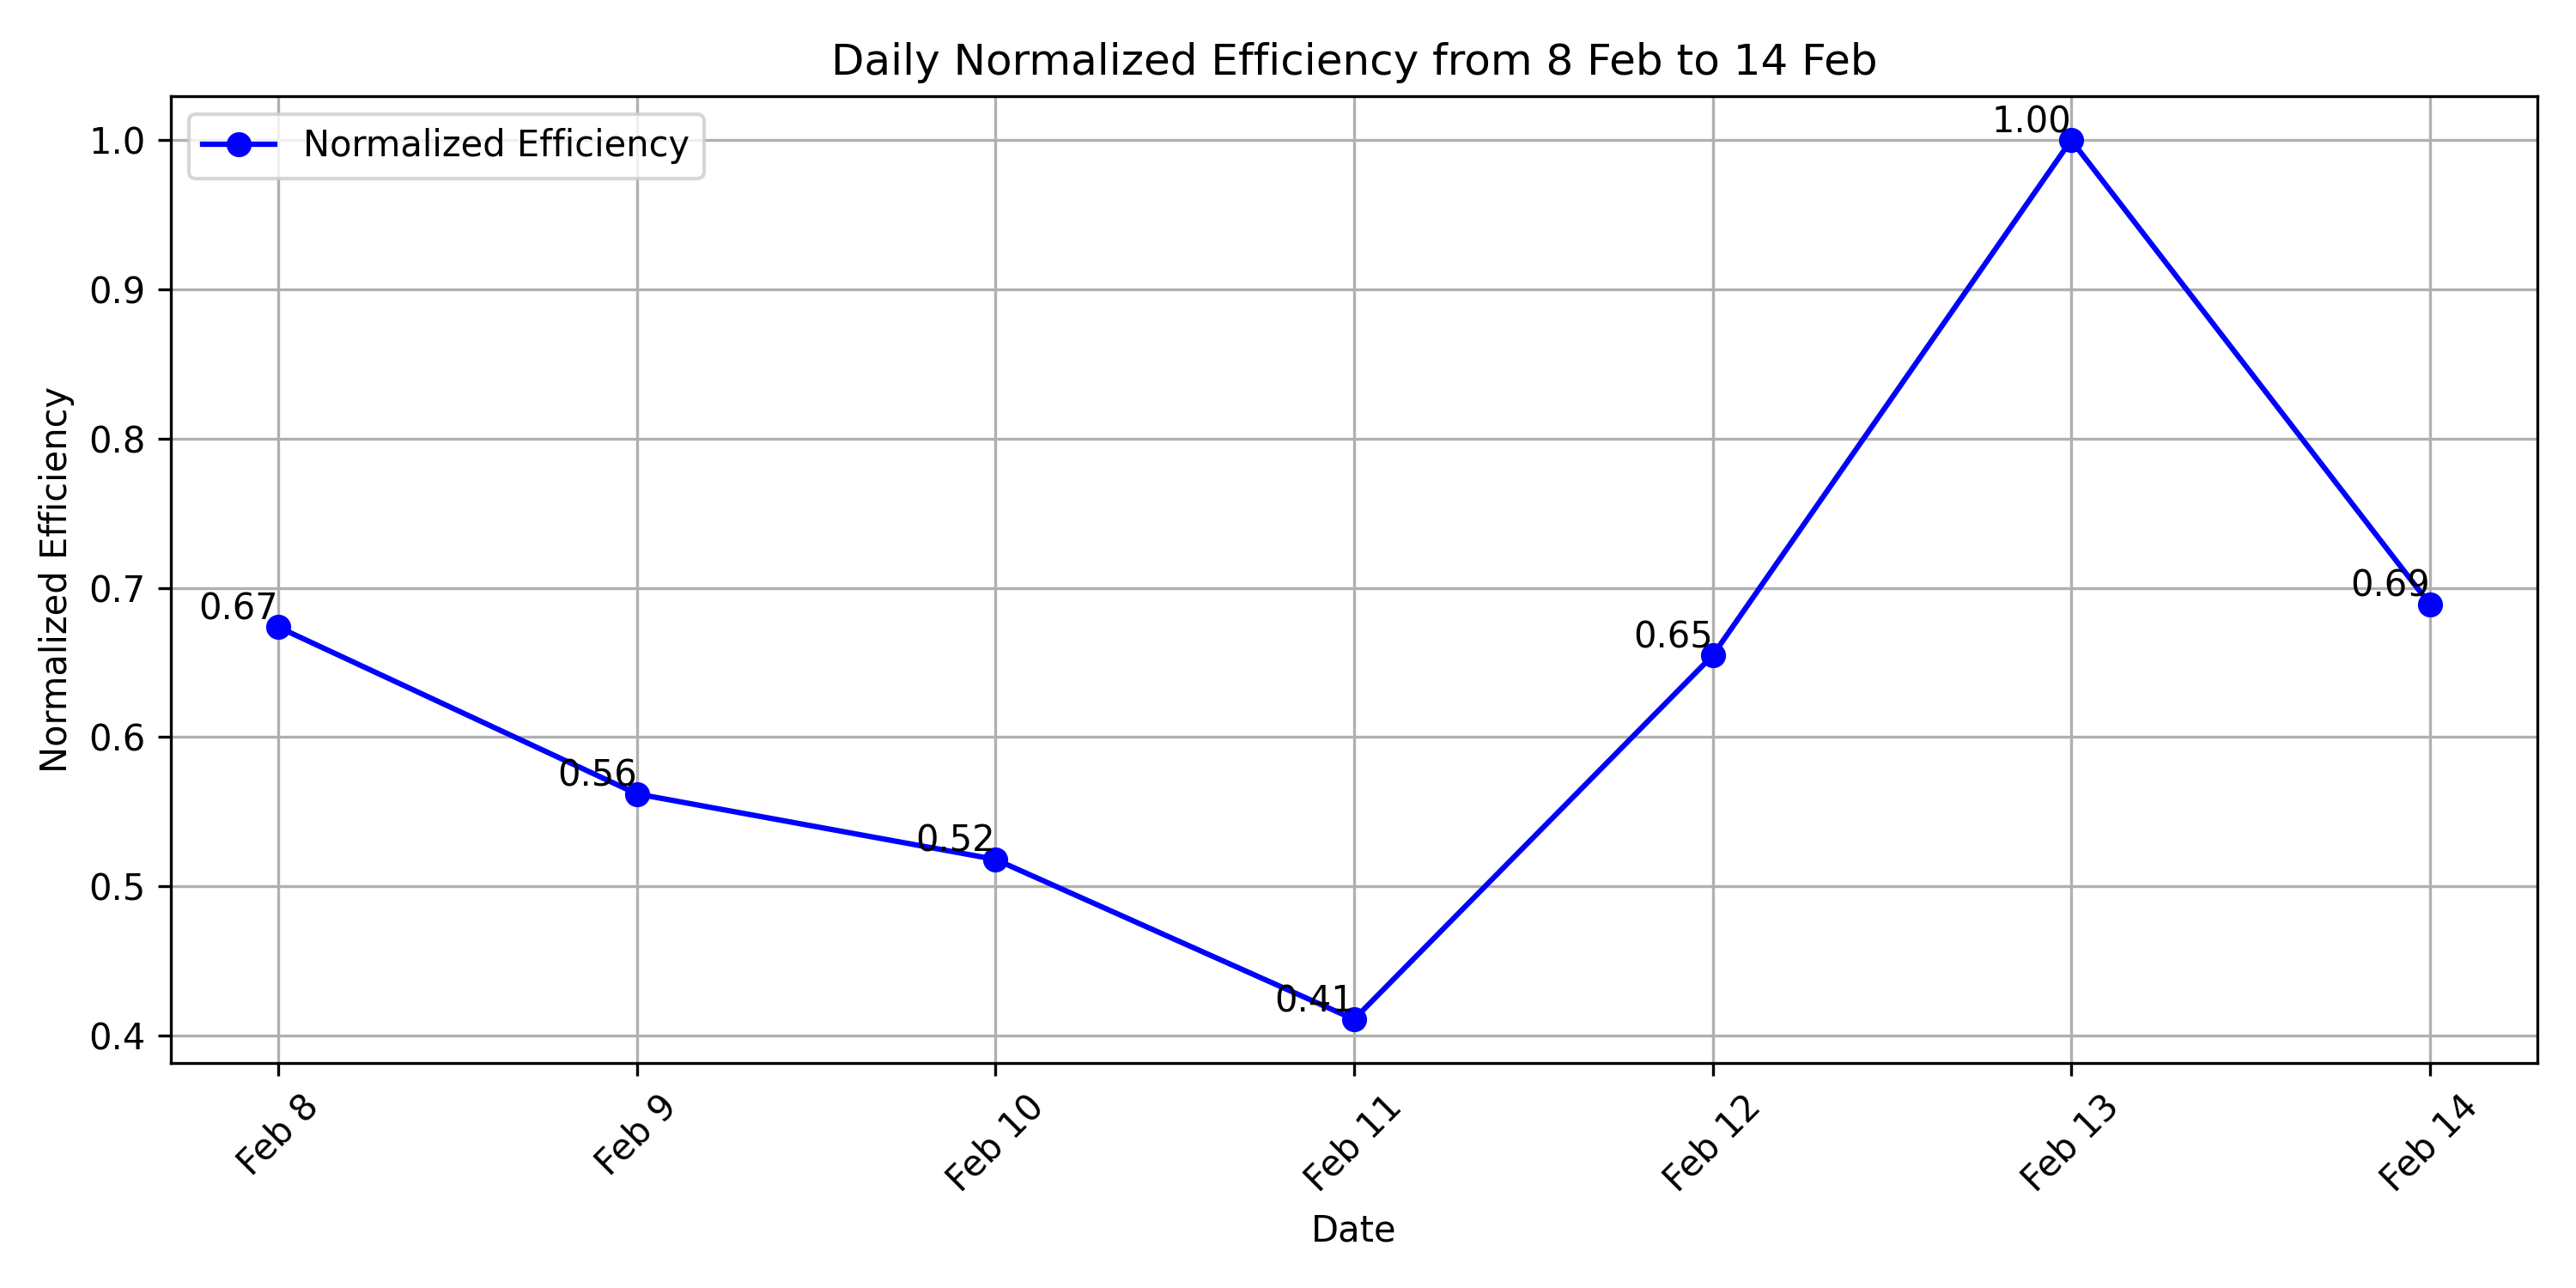 Daily Normalized Efficiency from 8 Feb to 14 Feb
Normalized Efficiency
Normalized Efficiency
1.0
0.9
0.8
0.7
0.6
0.5
0.4
0.67
0.56
0.52
0.41
0.65
1.00
0.69
Feb 8
Feb 9
Feb 10
Feb 11
Feb 12
Feb 13
Feb 14
Date